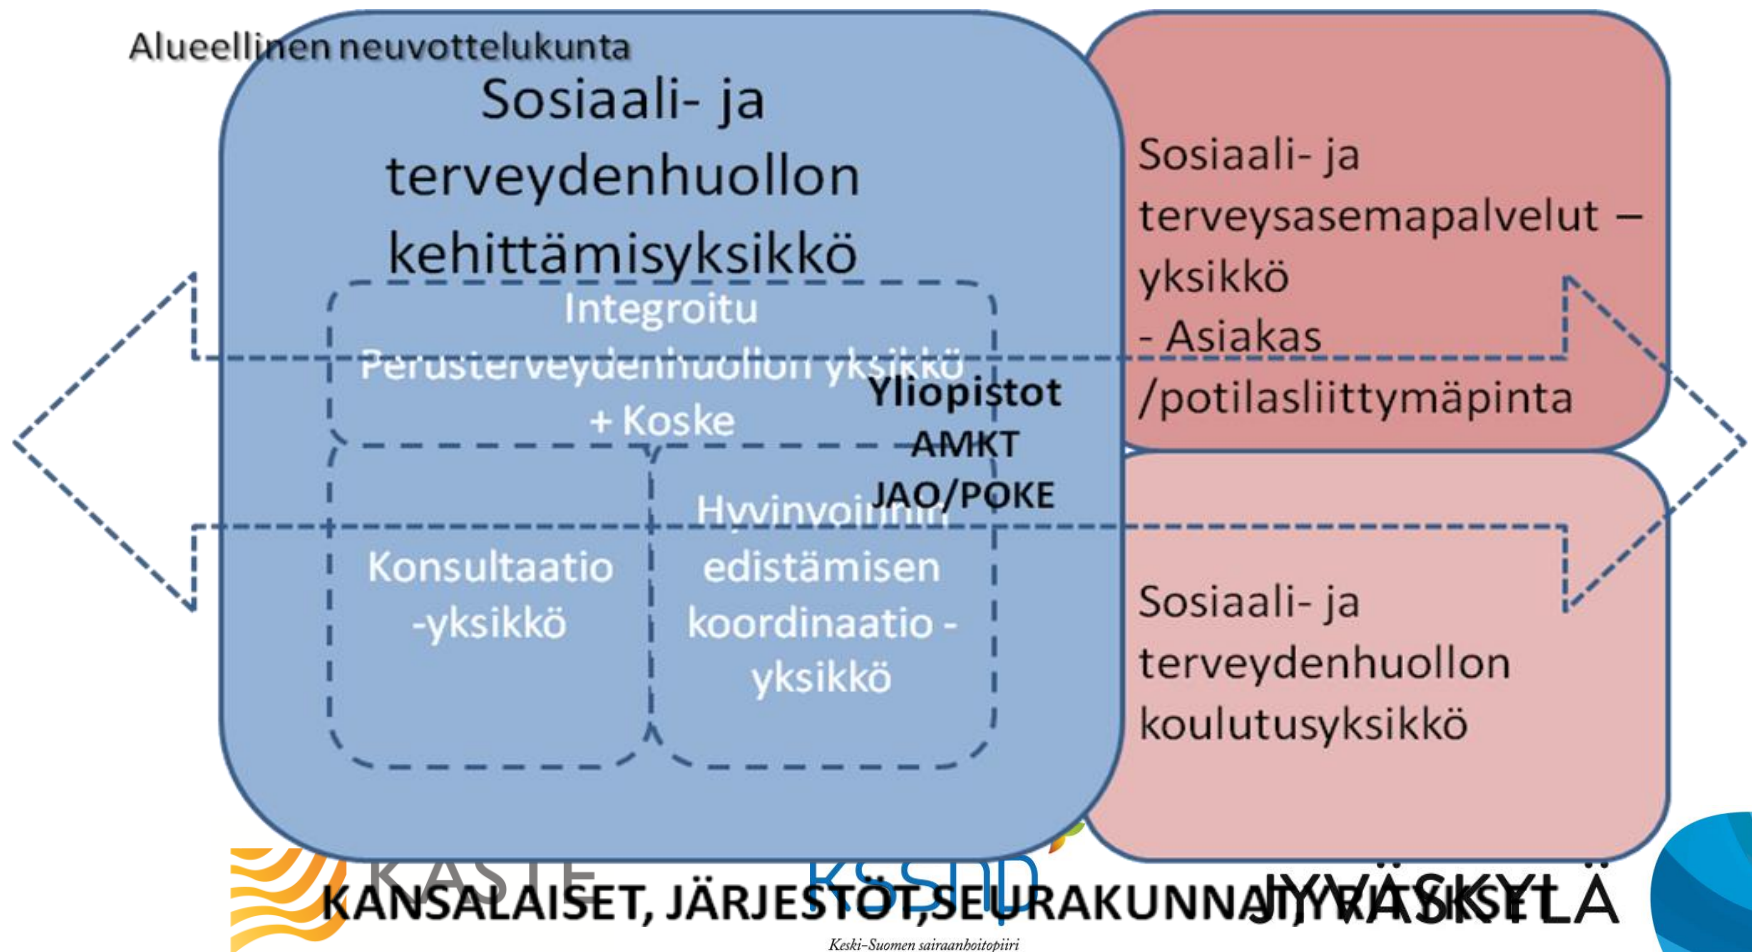 Alueellinen neuvottelukunta
Sosiaali- ja
terveydenhuollon
kehittämisyksikkö
Integroitu
Perusterveydenhuollon yksikkö
+ Koske
Yliopistot
AMKT
JAO/POKE
Konsultaatio
-yksikkö
Hyvinvoinnin
edistämisen
koordinaatio -
yksikkö
Sosiaali- ja
terveysasemapalvelut –
yksikkö
- Asiakas
/potilasliittymäpinta
Sosiaali- ja
terveydenhuollon
koulutusyksikkö
KASTE
KSSHP
Keski-Suomen sairaanhoitopiiri
JYVÄSKYLÄ
KANSALAISET, JÄRJESTÖT,SEURAKUNNAT,YRITYKSET